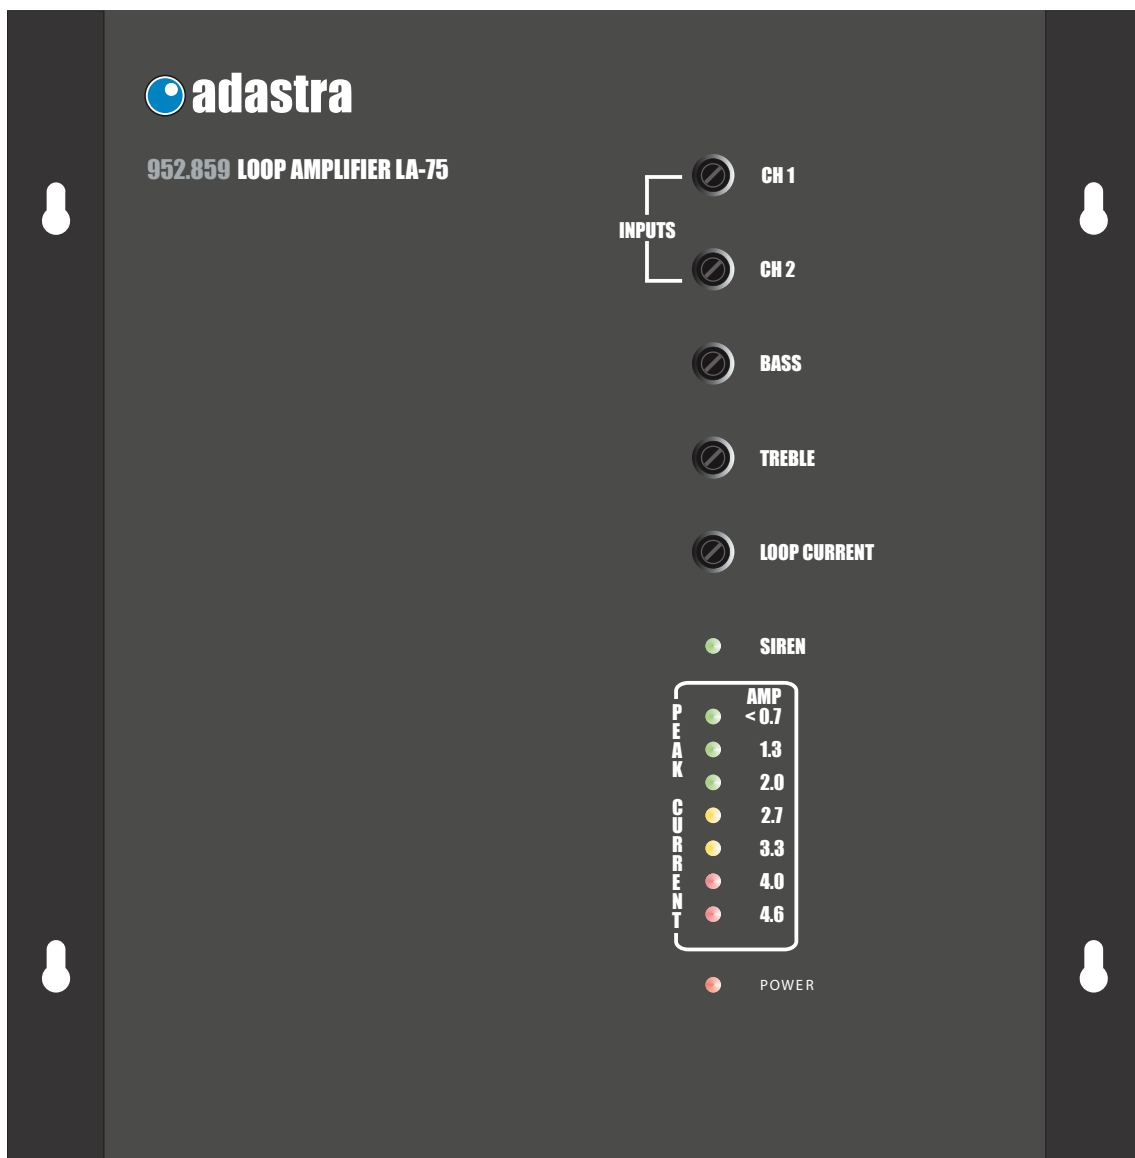 adastra
952.859 LOOP AMPLIFIER LA-75
INPUTS
CH 1
CH 2
BASS
TREBLE
LOOP CURRENT
SIREN
PEAK CURRENT
AMP
< 0.7
1.3
2.0
2.7
3.3
4.0
4.6
POWER